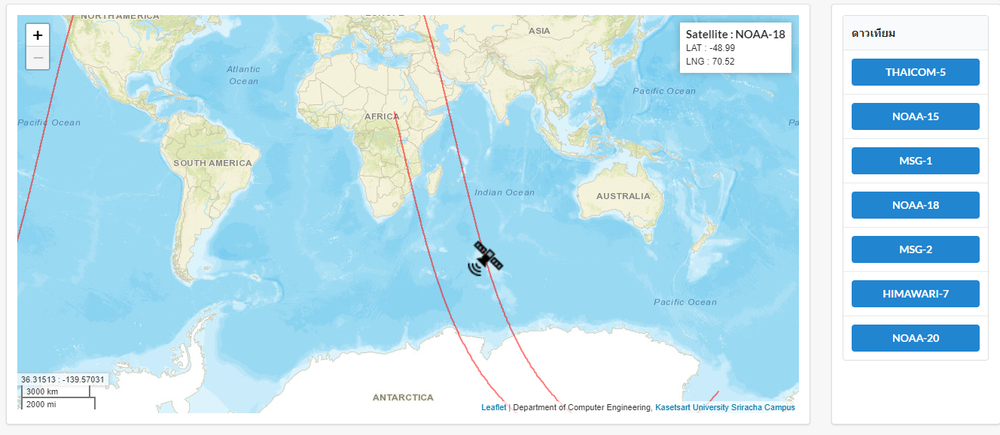 NORTH AMERICA
+
−
Atlantic
Ocean
ASIA
Satellite : NOAA-18
LAT : -48.99
LNG : 70.52
Pacific Ocean
Pacific Ocean
AFRICA
SOUTH AMERICA
Indian Ocean
AUSTRALIA
Pacific Ocean
36.31513 : -139.57031
3000 km
2000 mi
ANTARCTICA
Leaflet | Department of Computer Engineering, Kasetsart University Sriracha Campus
ดาวเทียม
THAICOM-5
NOAA-15
MSG-1
NOAA-18
MSG-2
HIMAWARI-7
NOAA-20